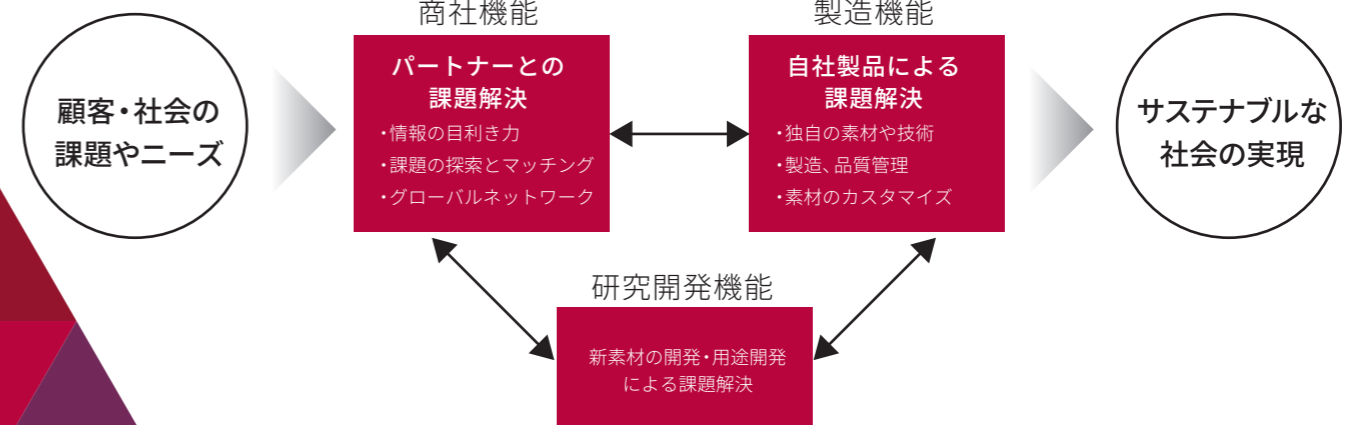 顧客・社会の
課題やニーズ
商社機能
パートナーとの
課題解決
・情報の目利き力
・課題の探索とマッチング
・グローバルネットワーク
製造機能
自社製品による
課題解決
・独自の素材や技術
・製造、品質管理
・素材のカスタマイズ
サステナブルな
社会の実現
研究開発機能
新素材の開発・用途開発
による課題解決